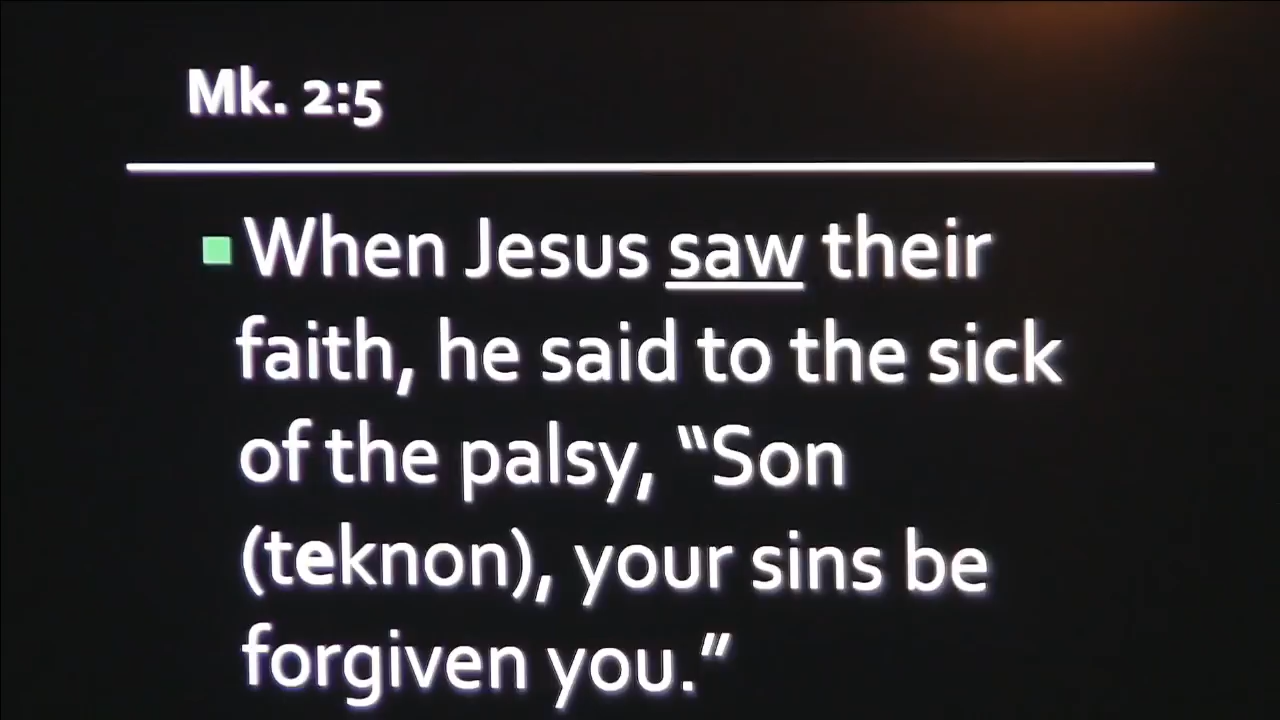 Mk. 2:5
When Jesus saw their
faith, he said to the sick
of the palsy, “Son
(teknon), your sins be
forgiven you.”